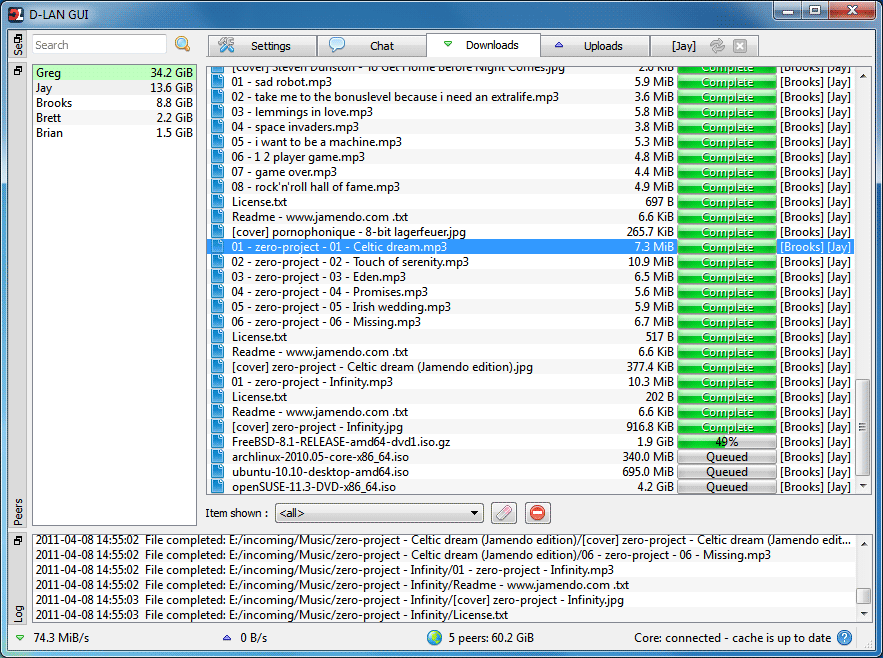 D-LAN GUI
Search
Settings
Chat
Downloads
Uploads
[Jay]
Peers
Greg 34.2 GiB
Jay 13.6 GiB
Brooks 8.8 GiB
Brett 2.2 GiB
Brian 1.5 GiB
[cover] Steven Dunston - To Get Home Before Night Comes.jpg 2.0 KiB Complete [Brooks] [Jay]
01 - sad robot.mp3 5.9 MiB Complete [Brooks] [Jay]
02 - take me to the bonuslevel because i need an extralife.mp3 3.6 MiB Complete [Brooks] [Jay]
03 - lemmings in love.mp3 5.8 MiB Complete [Brooks] [Jay]
04 - space invaders.mp3 3.8 MiB Complete [Brooks] [Jay]
05 - i want to be a machine.mp3 5.3 MiB Complete [Brooks] [Jay]
06 - 1 2 player game.mp3 4.8 MiB Complete [Brooks] [Jay]
07 - game over.mp3 4.4 MiB Complete [Brooks] [Jay]
08 - rock'n'roll hall of fame.mp3 4.9 MiB Complete [Brooks] [Jay]
License.txt 697 B Complete [Brooks] [Jay]
Readme - www.jamendo.com .txt 6.6 KiB Complete [Brooks] [Jay]
[cover] pornophonique - 8-bit lagerfeuer.jpg 265.7 KiB Complete [Brooks] [Jay]
01 - zero-project - 01 - Celtic dream.mp3 7.3 MiB Complete [Brooks] [Jay]
02 - zero-project - 02 - Touch of serenity.mp3 10.9 MiB Complete [Brooks] [Jay]
03 - zero-project - 03 - Eden.mp3 6.5 MiB Complete [Brooks] [Jay]
04 - zero-project - 04 - Promises.mp3 5.6 MiB Complete [Brooks] [Jay]
05 - zero-project - 05 - Irish wedding.mp3 5.9 MiB Complete [Brooks] [Jay]
06 - zero-project - 06 - Missing.mp3 6.7 MiB Complete [Brooks] [Jay]
License.txt 517 B Complete [Brooks] [Jay]
Readme - www.jamendo.com .txt 6.6 KiB Complete [Brooks] [Jay]
[cover] zero-project - Celtic dream (Jamendo edition).jpg 377.4 KiB Complete [Brooks] [Jay]
01 - zero-project - Infinity.mp3 10.3 MiB Complete [Brooks] [Jay]
License.txt 202 B Complete [Brooks] [Jay]
Readme - www.jamendo.com .txt 6.6 KiB Complete [Brooks] [Jay]
[cover] zero-project - Infinity.jpg 916.8 KiB Complete [Brooks] [Jay]
FreeBSD-8.1-RELEASE-amd64-dvd1.iso.gz 1.9 GiB 49% [Brooks] [Jay]
archlinux-2010.05-core-x86_64.iso 340.0 MiB Queued [Brooks] [Jay]
ubuntu-10.10-desktop-amd64.iso 695.0 MiB Queued [Brooks] [Jay]
openSUSE-11.3-DVD-x86_64.iso 4.2 GiB Queued [Brooks] [Jay]
Item shown : <all>
Log
2011-04-08 14:55:02 File completed: E:/incoming/Music/zero-project - Celtic dream (Jamendo edition)/[cover] zero-project - Celtic dream (Jamendo edit...
2011-04-08 14:55:02 File completed: E:/incoming/Music/zero-project - Celtic dream (Jamendo edition)/06 - zero-project - 06 - Missing.mp3
2011-04-08 14:55:02 File completed: E:/incoming/Music/zero-project - Infinity/01 - zero-project - Infinity.mp3
2011-04-08 14:55:02 File completed: E:/incoming/Music/zero-project - Infinity/Readme - www.jamendo.com .txt
2011-04-08 14:55:03 File completed: E:/incoming/Music/zero-project - Infinity/[cover] zero-project - Infinity.jpg
2011-04-08 14:55:03 File completed: E:/incoming/Music/zero-project - Infinity/License.txt
74.3 MiB/s
0 B/s
5 peers: 60.2 GiB
Core: connected - cache is up to date